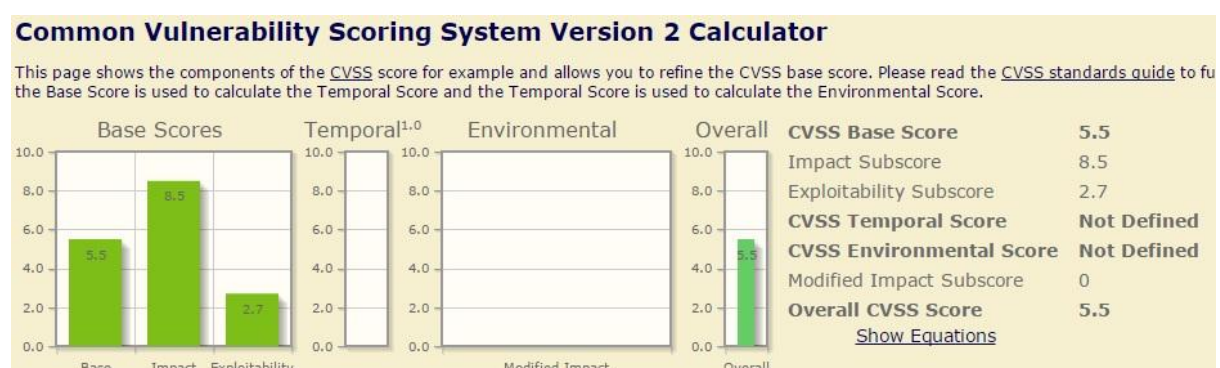 Common Vulnerability Scoring System Version 2 Calculator
This page shows the components of the CVSS score for example and allows you to refine the CVSS base score. Please read the CVSS standards guide to fu
the Base Score is used to calculate the Temporal Score and the Temporal Score is used to calculate the Environmental Score.
Base Scores
10.0
8.0
6.0
4.0
2.0
0.0
5.5
8.5
2.7
Base Impact Exploitability
Temporal1.0
10.0
8.0
6.0
4.0
2.0
0.0
Environmental
10.0
8.0
6.0
4.0
2.0
0.0
Modified Impact
Overall
10.0
8.0
6.0
4.0
2.0
0.0
5.5
Overall
CVSS Base Score 5.5
Impact Subscore 8.5
Exploitability Subscore 2.7
CVSS Temporal Score Not Defined
CVSS Environmental Score Not Defined
Modified Impact Subscore 0
Overall CVSS Score 5.5
Show Equations